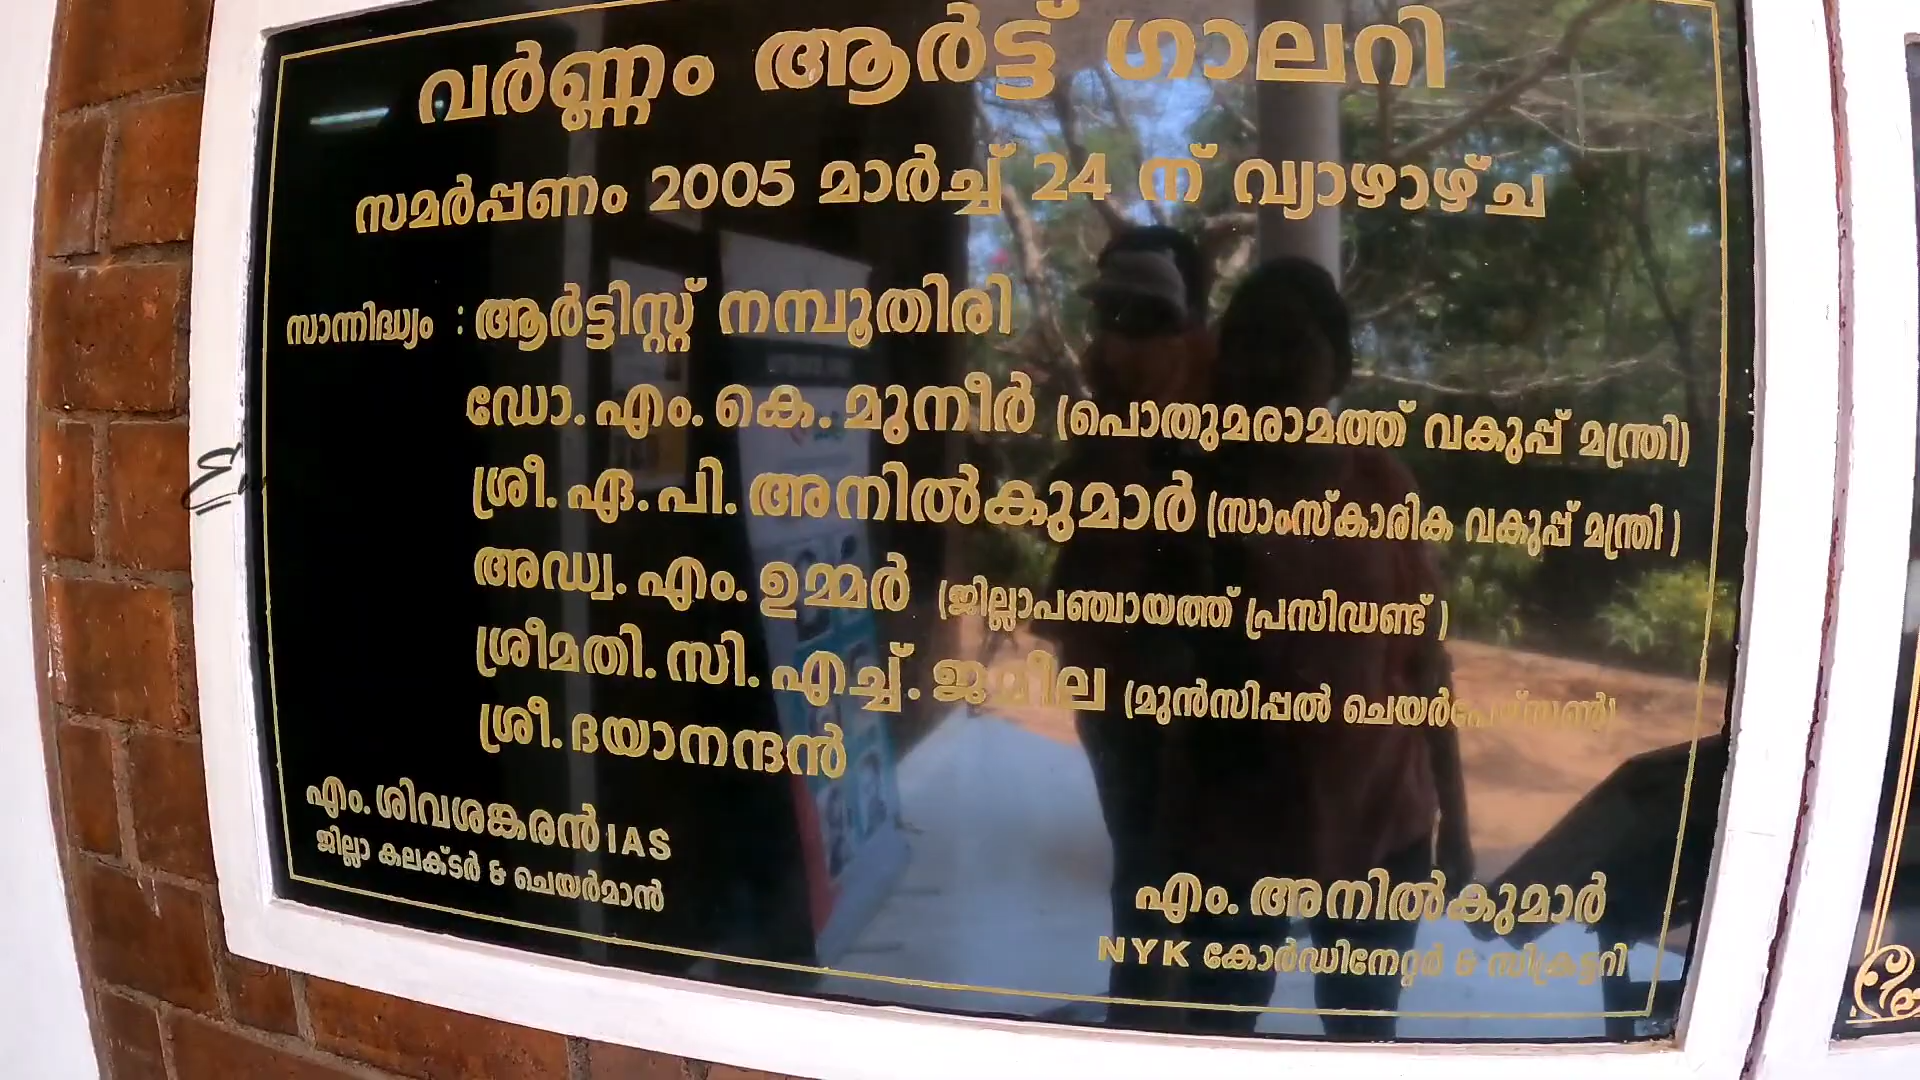 വർണ്ണം ആർട്ട് ഗാലറി
സമർപ്പണം 2005 മാർച്ച് 24 ന് വ്യാഴാഴ്ച
സാന്നിദ്ധ്യം : ആർട്ടിസ്റ്റ് നമ്പൂതിരി
ഡോ. എം. കെ. മുനീർ (പൊതുമരാമത്ത് വകുപ്പ് മന്ത്രി)
ശ്രീ. ഏ. പി. അനിൽകുമാർ (സാംസ്കാരിക വകുപ്പ് മന്ത്രി)
അഡ്വ. എം. ഉമ്മർ (ജില്ലാപഞ്ചായത്ത് പ്രസിഡണ്ട്)
ശ്രീമതി. സി. എച്ച്. ജമീല (മുൻസിപ്പൽ ചെയർപേഴ്സൺ)
ശ്രീ. ദയാനന്ദൻ
എം. ശിവശങ്കരൻ IAS
ജില്ലാ കലക്ടർ & ചെയർമാൻ
എം. അനിൽകുമാർ
NYK കോർഡിനേറ്റർ & സിക്രട്ടറി